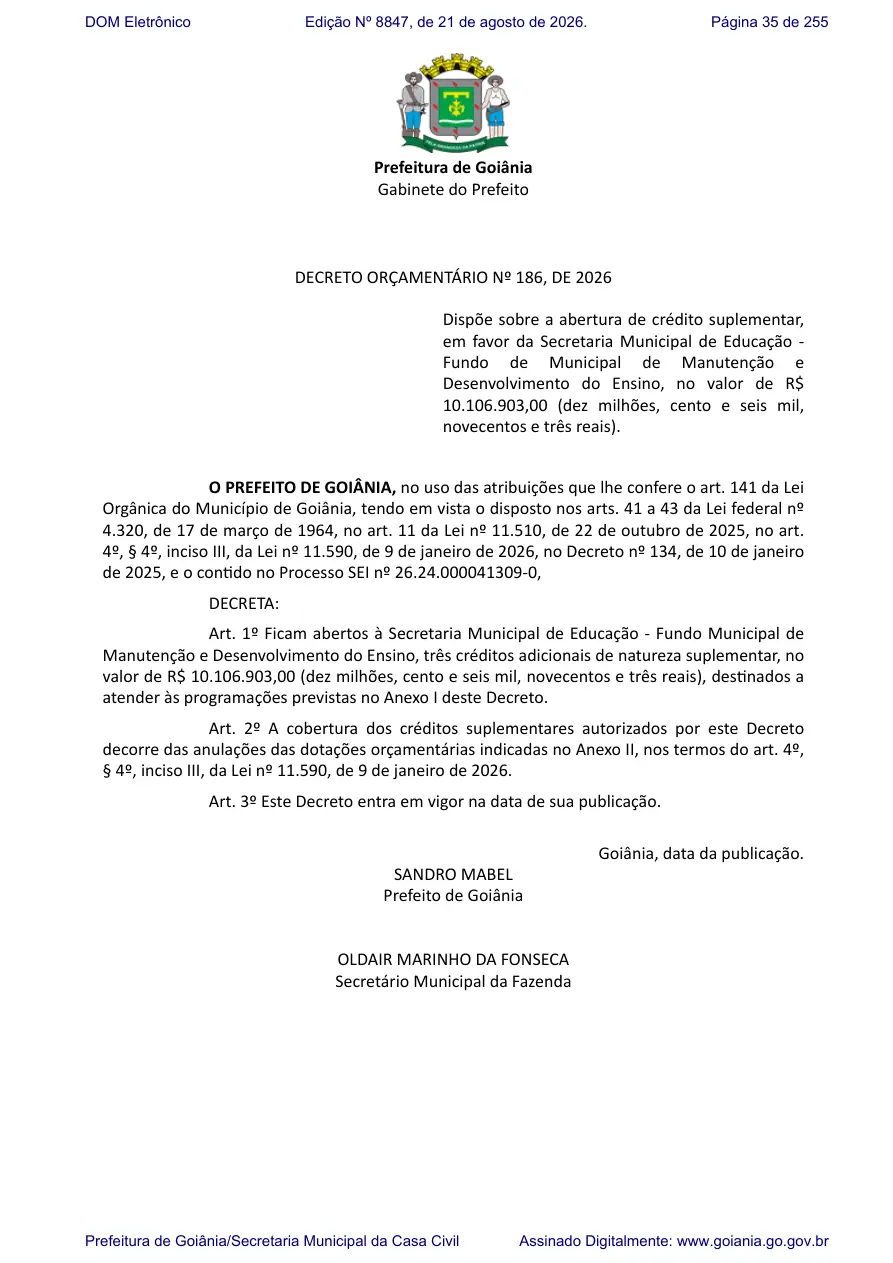 DOM Eletrônico Edição Nº 8847, de 21 de agosto de 2026. Página 35 de 255
Prefeitura de Goiânia
Gabinete do Prefeito
DECRETO ORÇAMENTÁRIO Nº 186, DE 2026
Dispõe sobre a abertura de crédito suplementar,
em favor da Secretaria Municipal de Educação -
Fundo de Municipal de Manutenção e
Desenvolvimento do Ensino, no valor de R$
10.106.903,00 (dez milhões, cento e seis mil,
novecentos e três reais).
O PREFEITO DE GOIÂNIA, no uso das atribuições que lhe confere o art. 141 da Lei
Orgânica do Município de Goiânia, tendo em vista o disposto nos arts. 41 a 43 da Lei federal nº
4.320, de 17 de março de 1964, no art. 11 da Lei nº 11.510, de 22 de outubro de 2025, no art.
4º, § 4º, inciso III, da Lei nº 11.590, de 9 de janeiro de 2026, no Decreto nº 134, de 10 de janeiro
de 2025, e o contido no Processo SEI nº 26.24.000041309-0,
DECRETA:
Art. 1º Ficam abertos à Secretaria Municipal de Educação - Fundo Municipal de
Manutenção e Desenvolvimento do Ensino, três créditos adicionais de natureza suplementar, no
valor de R$ 10.106.903,00 (dez milhões, cento e seis mil, novecentos e três reais), destinados a
atender às programações previstas no Anexo I deste Decreto.
Art. 2º A cobertura dos créditos suplementares autorizados por este Decreto
decorre das anulações das dotações orçamentárias indicadas no Anexo II, nos termos do art. 4º,
§ 4º, inciso III, da Lei nº 11.590, de 9 de janeiro de 2026.
Art. 3º Este Decreto entra em vigor na data de sua publicação.
Goiânia, data da publicação.
SANDRO MABEL
Prefeito de Goiânia
OLDAIR MARINHO DA FONSECA
Secretário Municipal da Fazenda
Prefeitura de Goiânia/Secretaria Municipal da Casa Civil Assinado Digitalmente: www.goiania.go.gov.br